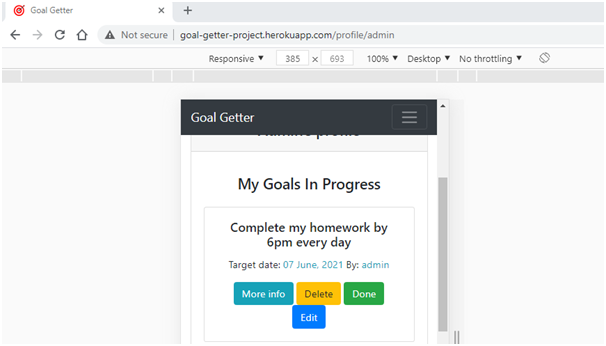 Goal Getter
Not secure | goal-getter-project.herokuapp.com/profile/admin
Responsive 385 × 693 100% Desktop No throttling
Goal Getter
My Goals In Progress
Complete my homework by
6pm every day
Target date: 07 June, 2021 By: admin
More info Delete Done
Edit